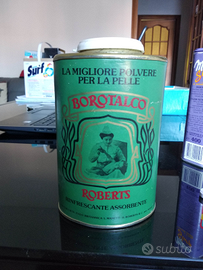 Surf
LA MIGLIORE POLVERE
PER LA PELLE
BOROTALCO
ROBERTS
RINFRESCANTE ASSORBENTE
subito